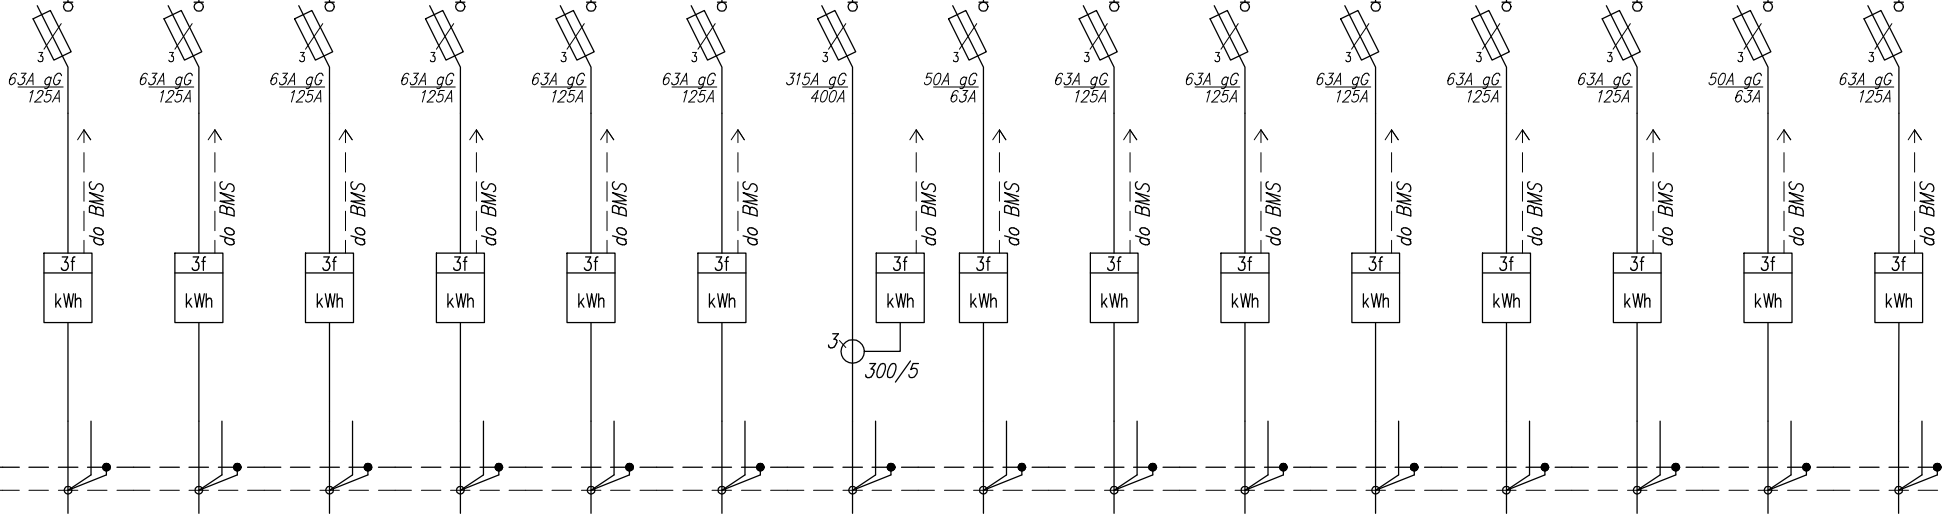 3 3 3 3 3 3 3 3 3 3 3 3 3 3 3
63A gG 63A gG 63A gG 63A gG 63A gG 63A gG 315A gG 50A gG 63A gG 63A gG 63A gG 63A gG 63A gG 50A gG 63A gG
125A 125A 125A 125A 125A 125A 400A 63A 125A 125A 125A 125A 125A 63A 125A
do BMS do BMS do BMS do BMS do BMS do BMS do BMS do BMS do BMS do BMS do BMS do BMS do BMS do BMS do BMS
3f 3f 3f 3f 3f 3f 3f 3f 3f 3f 3f 3f 3f 3f 3f
kWh kWh kWh kWh kWh kWh kWh kWh kWh kWh kWh kWh kWh kWh kWh
3
300/5